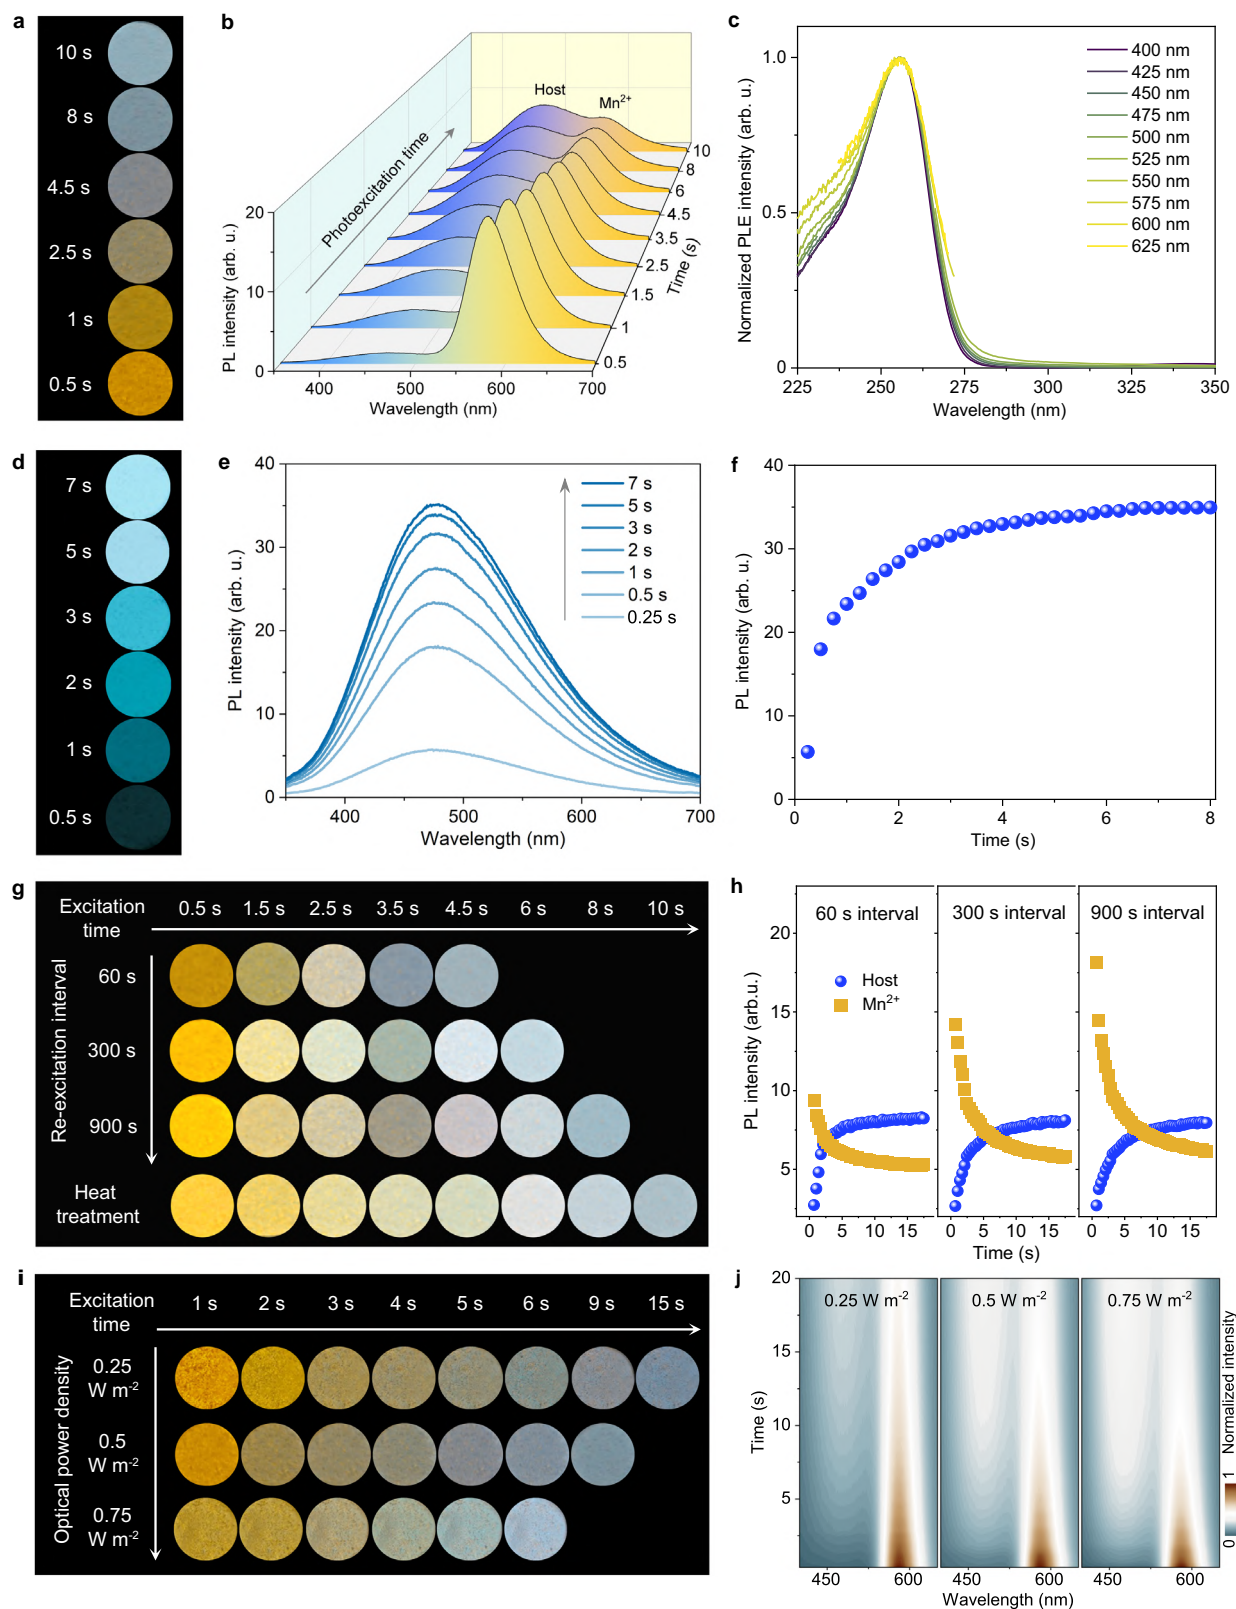 a
10 s
8 s
4.5 s
2.5 s
1 s
0.5 s
b
Host
Mn²⁺
Photoexcitation time
PL intensity (arb. u.)
20
10
0
400
500
600
700
Wavelength (nm)
10
8
6
4.5
3.5
2.5
1.5
1
0.5
Time (s)
c
Normalized PLE intensity (arb. u.)
1.0
0.5
0
225
250
275
300
325
350
Wavelength (nm)
400 nm
425 nm
450 nm
475 nm
500 nm
525 nm
550 nm
575 nm
600 nm
625 nm
d
7 s
5 s
3 s
2 s
1 s
0.5 s
e
PL intensity (arb. u.)
40
30
20
10
0
400
500
600
700
Wavelength (nm)
7 s
5 s
3 s
2 s
1 s
0.5 s
0.25 s
f
PL intensity (arb. u.)
40
30
20
10
0
0
2
4
6
8
Time (s)
g
Excitation
time
0.5 s
1.5 s
2.5 s
3.5 s
4.5 s
6 s
8 s
10 s
Re-excitation interval
60 s
300 s
900 s
Heat
treatment
h
60 s interval
300 s interval
900 s interval
Host
Mn²⁺
PL intensity (arb.u.)
20
15
10
5
0 5 10 15
0 5 10 15
0 5 10 15
Time (s)
i
Excitation
time
1 s
2 s
3 s
4 s
5 s
6 s
9 s
15 s
Optical power density
0.25
W m⁻²
0.5
W m⁻²
0.75
W m⁻²
j
0.25 W m⁻²
0.5 W m⁻²
0.75 W m⁻²
Time (s)
20
15
10
5
450 600
450 600
450 600
Wavelength (nm)
Normalized intensity
0
1